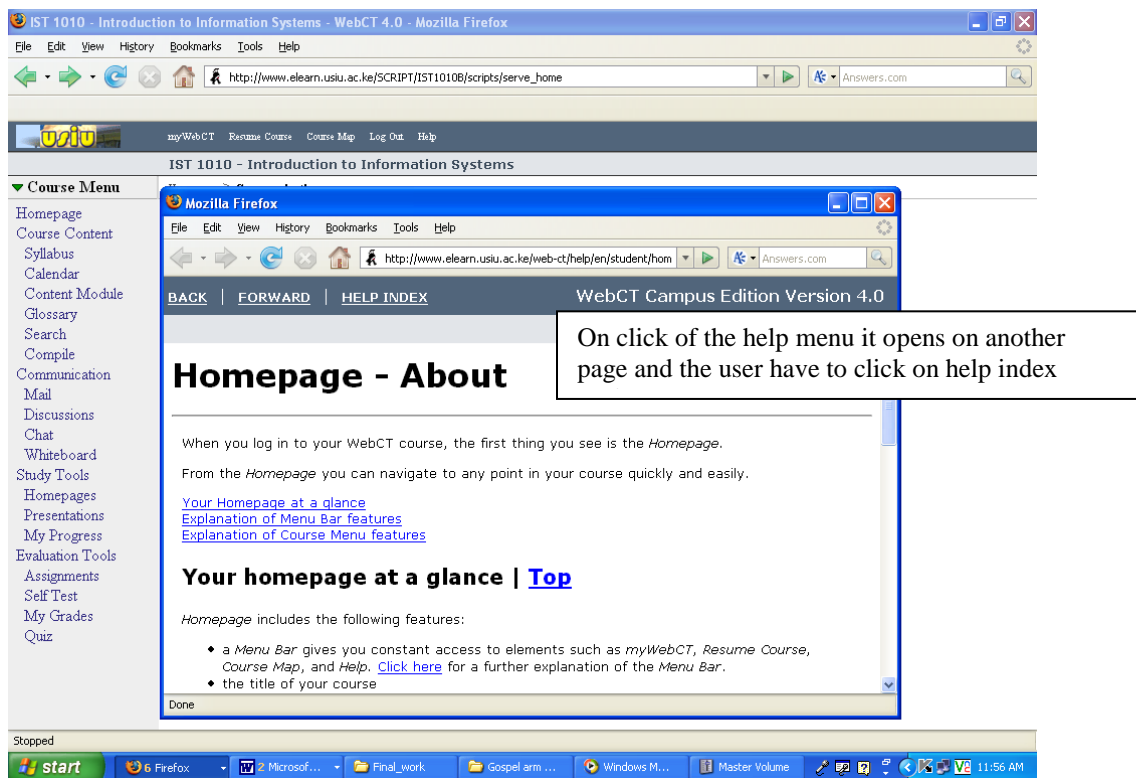 IST 1010 - Introduction to Information Systems - WebCT 4.0 - Mozilla Firefox
File Edit View History Bookmarks Tools Help
http://www.elearn.usiu.ac.ke/SCRIPT/IST1010B/scripts/serve_home
Answers.com
usiu
myWebCT Resume Course Course Map Log Out Help
IST 1010 - Introduction to Information Systems
Course Menu
Homepage
Course Content
Syllabus
Calendar
Content Module
Glossary
Search
Compile
Communication
Mail
Discussions
Chat
Whiteboard
Study Tools
Homepages
Presentations
My Progress
Evaluation Tools
Assignments
Self Test
My Grades
Quiz
Mozilla Firefox
File Edit View History Bookmarks Tools Help
http://www.elearn.usiu.ac.ke/web-ct/help/en/student/hom
Answers.com
BACK | FORWARD | HELP INDEX
WebCT Campus Edition Version 4.0
On click of the help menu it opens on another
page and the user have to click on help index
Homepage - About
When you log in to your WebCT course, the first thing you see is the Homepage.
From the Homepage you can navigate to any point in your course quickly and easily.
Your Homepage at a glance
Explanation of Menu Bar features
Explanation of Course Menu features
Your homepage at a glance | Top
Homepage includes the following features:
• a Menu Bar gives you constant access to elements such as myWebCT, Resume Course,
Course Map, and Help. Click here for a further explanation of the Menu Bar.
• the title of your course
Done
Stopped
start
6 Firefox
2 Microsof...
Final_work
Gospel arm ...
Windows M...
Master Volume
11:56 AM